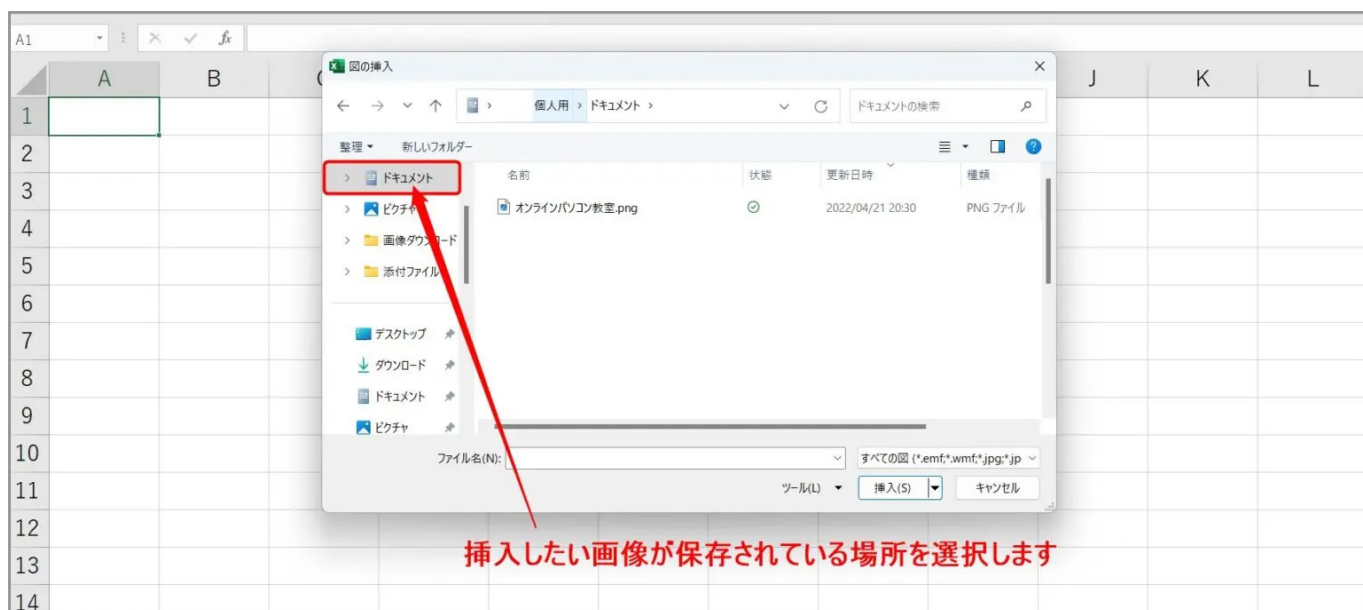 A1 fx
A B C J K L
図の挿入
個人用 › ドキュメント ›
ドキュメントの検索
整理 新しいフォルダー
名前 状態 更新日時 種類
ドキュメント
オンラインパソコン教室.png 2022/04/21 20:30 PNG ファイル
ピクチャ
画像ダウンロード
添付ファイル
デスクトップ
ダウンロード
ドキュメント
ピクチャ
ファイル名(N):
すべての図 (*.emf;*.wmf;*.jpg;*.jp
ツール(L) 挿入(S) キャンセル
挿入したい画像が保存されている場所を選択します
1
2
3
4
5
6
7
8
9
10
11
12
13
14